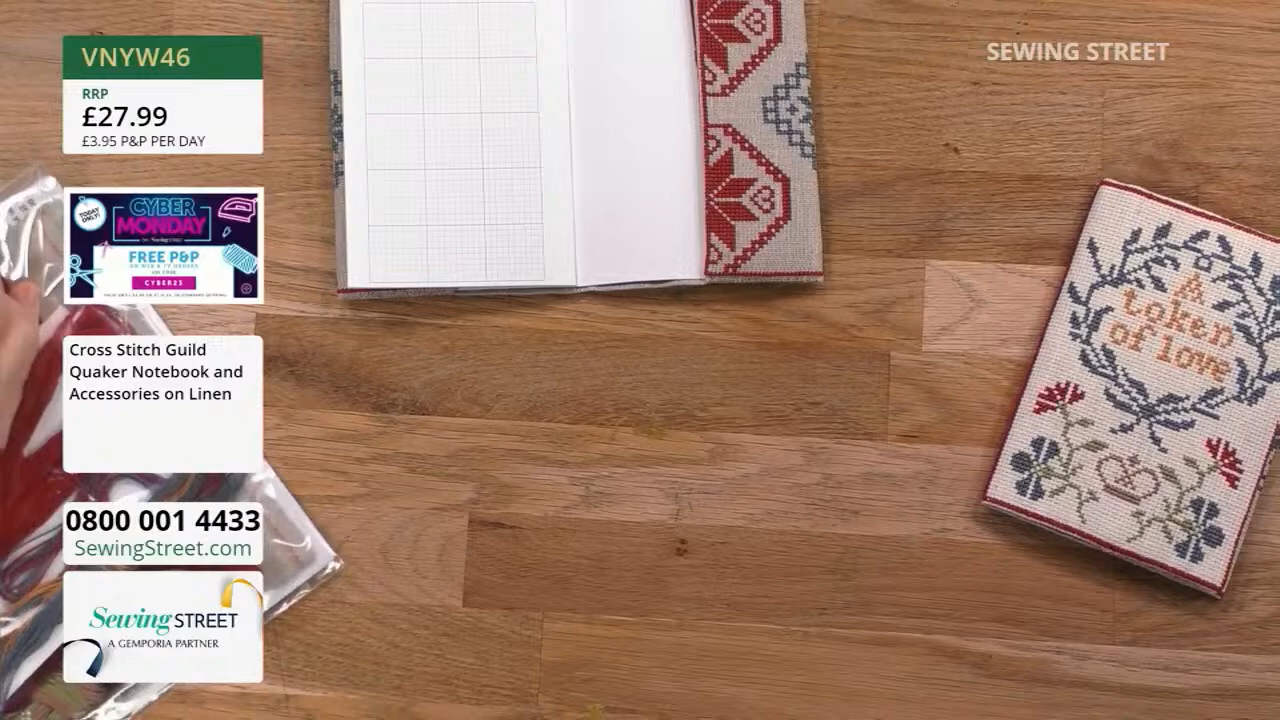 VNYW46
RRP
£27.99
£3.95 P&P PER DAY
SEWING STREET
TODAY ONLY!
CYBER
MONDAY
FREE P&P
CYBER25
Cross Stitch Guild
Quaker Notebook and
Accessories on Linen
0800 001 4433
SewingStreet.com
Sewing STREET
A GEMPORIA PARTNER
A
token
of love